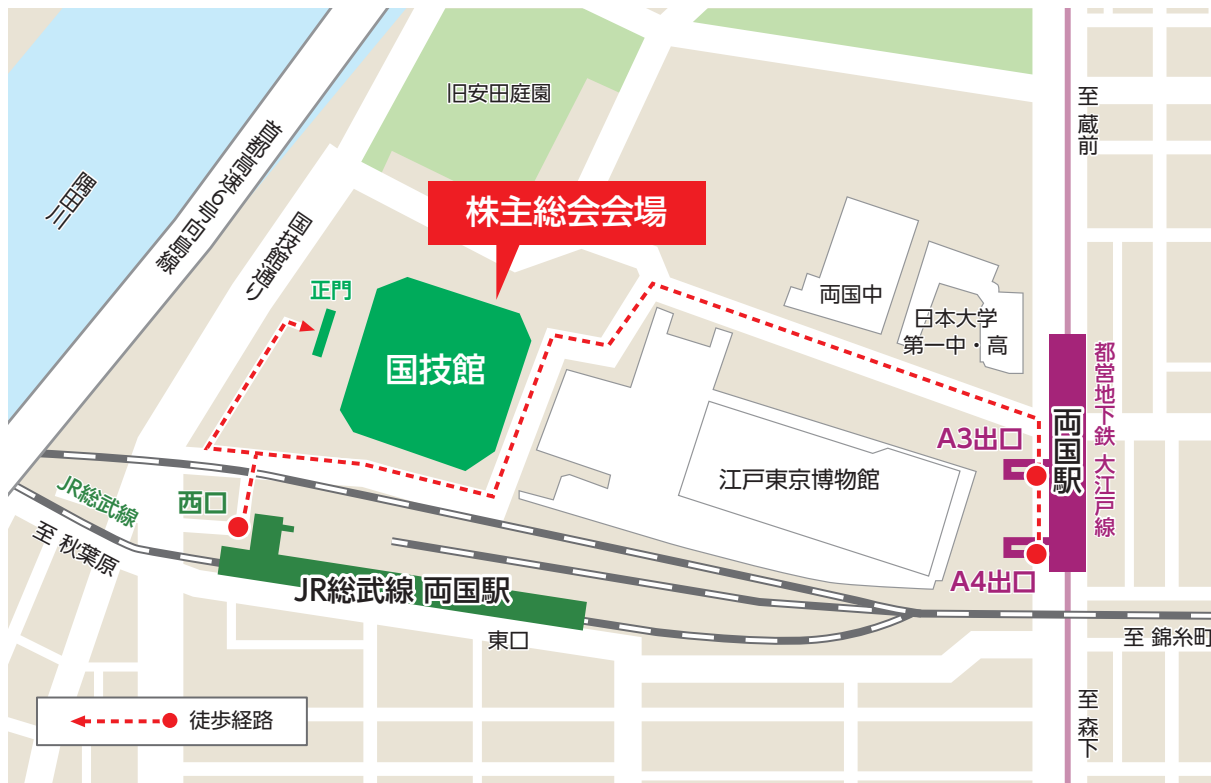 旧安田庭園
至 蔵前
首都高速6号向島線
隅田川
株主総会会場
国技館通り
正門
両国中
日本大学
第一中・高
国技館
都営地下鉄 大江戸線
両国駅
A3出口
江戸東京博物館
西口
JR総武線
至 秋葉原
A4出口
JR総武線 両国駅
東口
至 錦糸町
至 森下
徒歩経路